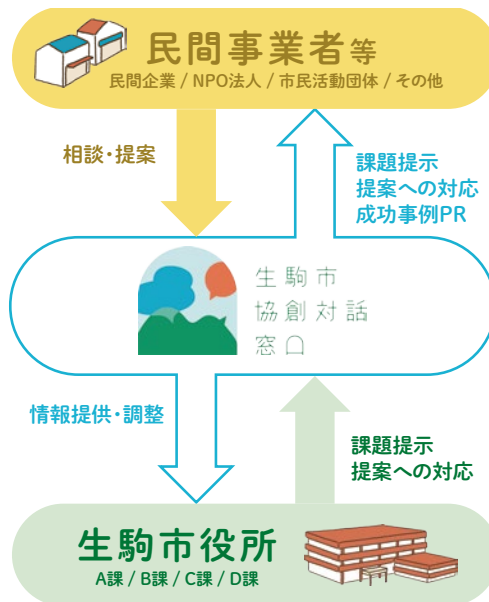 民間事業者等
民間企業 / NPO法人 / 市民活動団体 / その他
相談・提案
課題提示
提案への対応
成功事例PR
生駒市
協創対話
窓口
情報提供・調整
課題提示
提案への対応
生駒市役所
A課 / B課 / C課 / D課